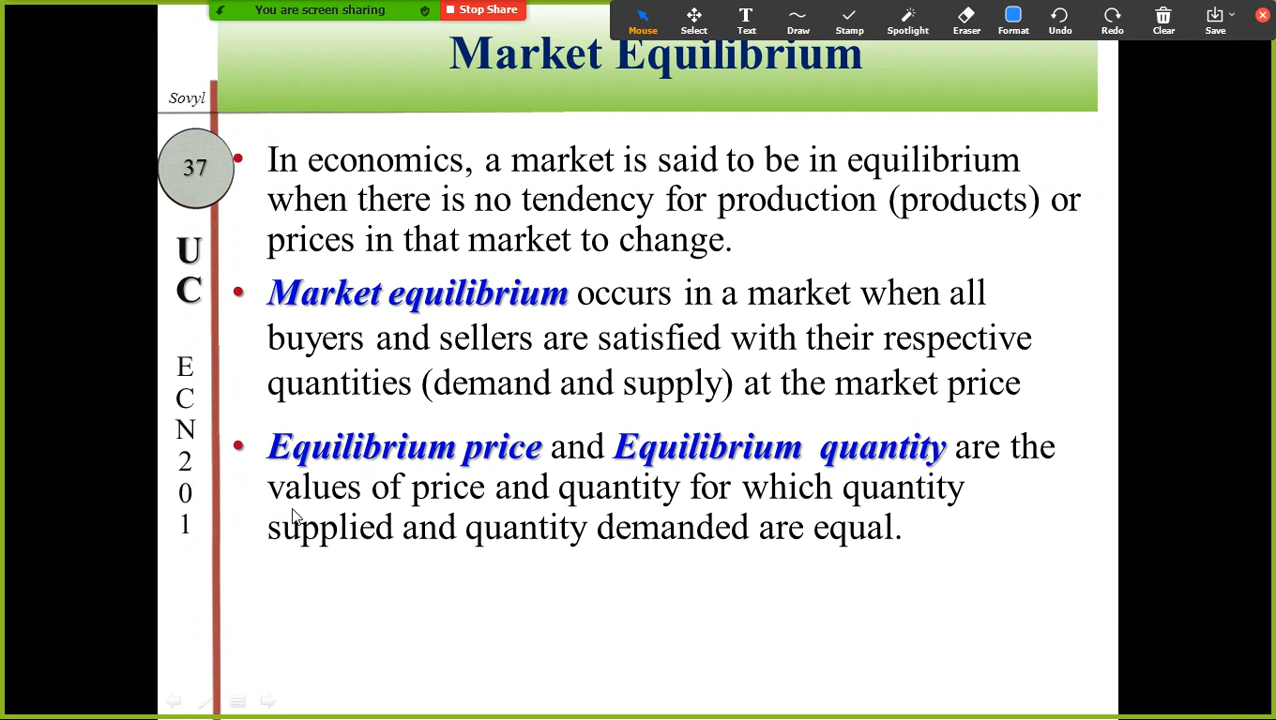 You are screen sharing
Stop Share
Mouse Select Text Draw Stamp Spotlight Eraser Format Undo Redo Clear Save
Market Equilibrium
Sovyl
37
U
C
E
C
N
2
0
1
• In economics, a market is said to be in equilibrium
when there is no tendency for production (products) or
prices in that market to change.
• Market equilibrium occurs in a market when all
buyers and sellers are satisfied with their respective
quantities (demand and supply) at the market price
• Equilibrium price and Equilibrium quantity are the
values of price and quantity for which quantity
supplied and quantity demanded are equal.